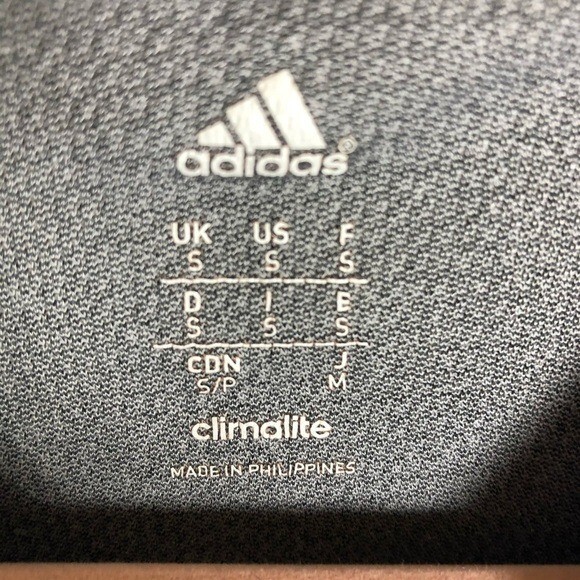 adidas®
UK US F
S S S
D I E
S S S
CDN J
S/P M
climalite
MADE IN PHILIPPINES